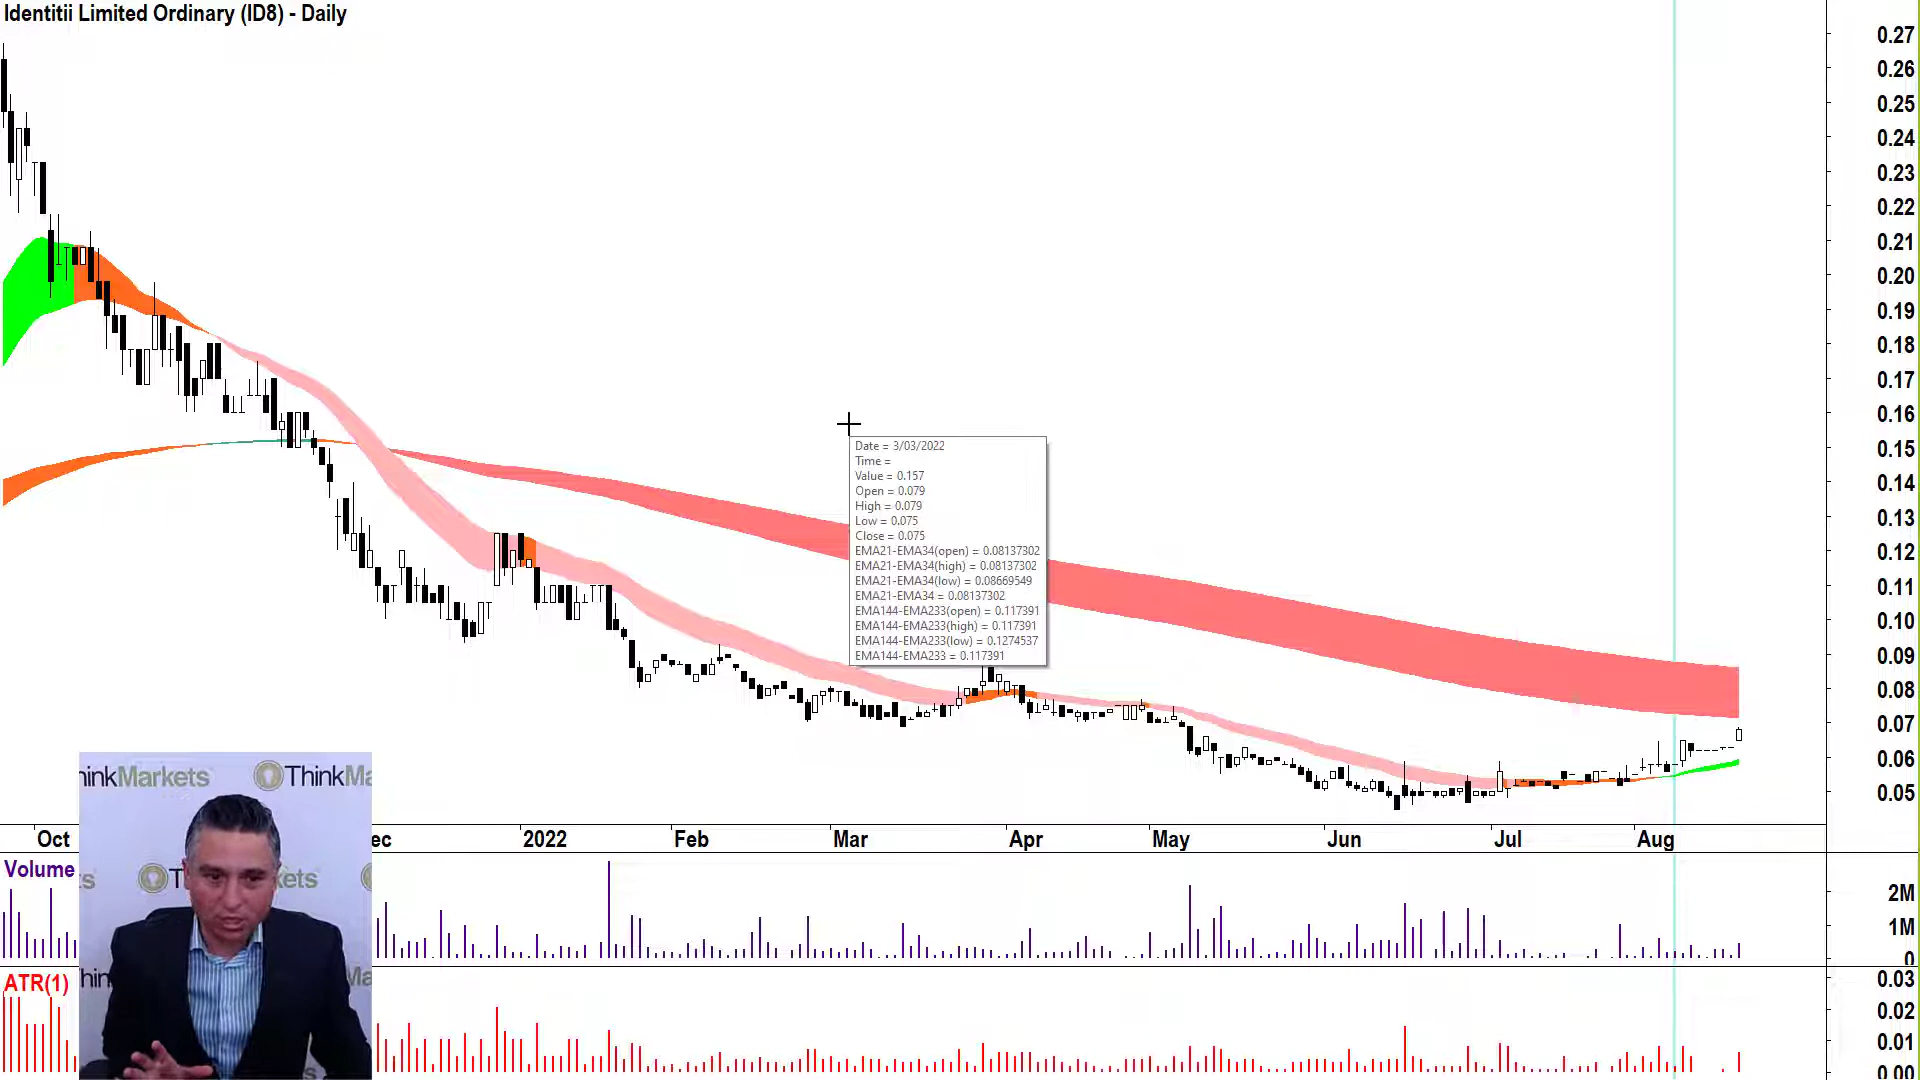 Identitii Limited Ordinary (ID8) - Daily
0.27
0.26
0.25
0.24
0.23
0.22
0.21
0.20
0.19
0.18
0.17
0.16
0.15
0.14
0.13
0.12
0.11
0.10
0.09
0.08
0.07
0.06
0.05
Date = 3/03/2022
Time =
Value = 0.157
Open = 0.079
High = 0.079
Low = 0.075
Close = 0.075
EMA21-EMA34(open) = 0.08137302
EMA21-EMA34(high) = 0.08137302
EMA21-EMA34(low) = 0.08669549
EMA21-EMA34 = 0.08137302
EMA144-EMA233(open) = 0.117391
EMA144-EMA233(high) = 0.117391
EMA144-EMA233(low) = 0.1274537
EMA144-EMA233 = 0.117391
Oct ec 2022 Feb Mar Apr May Jun Jul Aug
Volume
2M
1M
0
ATR(1)
0.03
0.02
0.01
0.00
hinkMarkets ThinkMa
s T kets
hin Ma
s